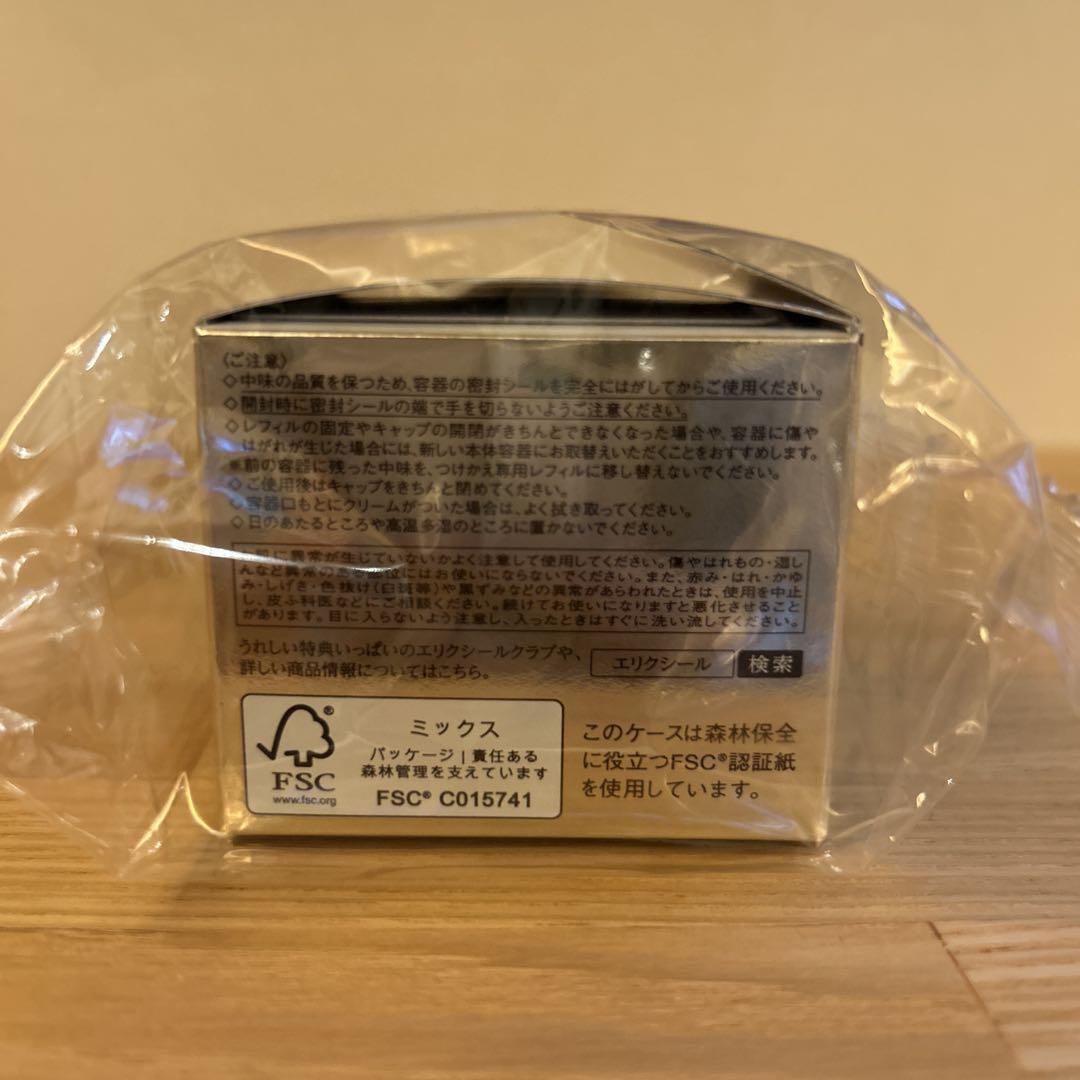 〈ご注意〉
◇中味の品質を保つため、容器の密封シールを完全にはがしてからご使用ください。
◇開封時に密封シールの端で手を切らないようご注意ください。
◇レフィルの固定やキャップの開閉がきちんとできなくなった場合や、容器に傷や
はがれが生じた場合には、新しい本体容器にお取替えいただくことをおすすめします。
※前の容器に残った中味を、つけかえ専用レフィルに移し替えないでください。
◇ご使用後はキャップをきちんと閉めてください。
◇容器口もとにクリームがついた場合は、よく拭き取ってください。
◇日のあたるところや高温多湿のところに置かないでください。
お肌に異常が生じていないかよく注意して使用してください。傷やはれもの・湿し
んなど異常のある部位にはお使いにならないでください。また、赤み・はれ・かゆ
み・しげき・色抜け(白斑等)や黒ずみなどの異常があらわれたときは、使用を中止
し、皮ふ科医などにご相談ください。続けてお使いになりますと悪化させること
があります。目に入らないよう注意し、入ったときはすぐに洗い流してください。
うれしい特典いっぱいのエリクシールクラブや、
詳しい商品情報についてはこちら。
エリクシール 検索
FSC®
www.fsc.org
ミックス
パッケージ | 責任ある
森林管理を支えています
FSC® C015741
このケースは森林保全
に役立つFSC®認証紙
を使用しています。